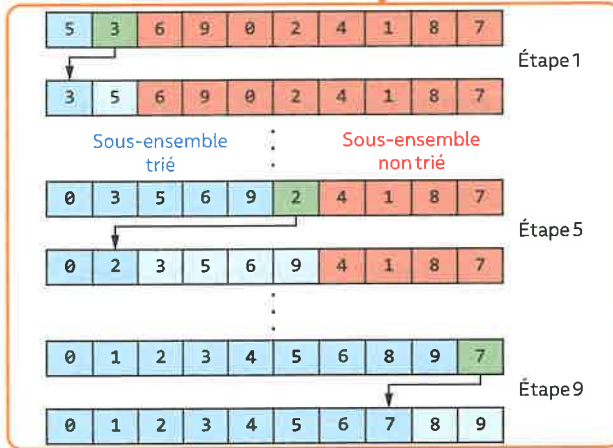 5 3 6 9 0 2 4 1 8 7
Étape 1
3 5 6 9 0 2 4 1 8 7
Sous-ensemble trié
Sous-ensemble non trié
0 3 5 6 9 2 4 1 8 7
Étape 5
0 2 3 5 6 9 4 1 8 7
0 1 2 3 4 5 6 8 9 7
Étape 9
0 1 2 3 4 5 6 7 8 9